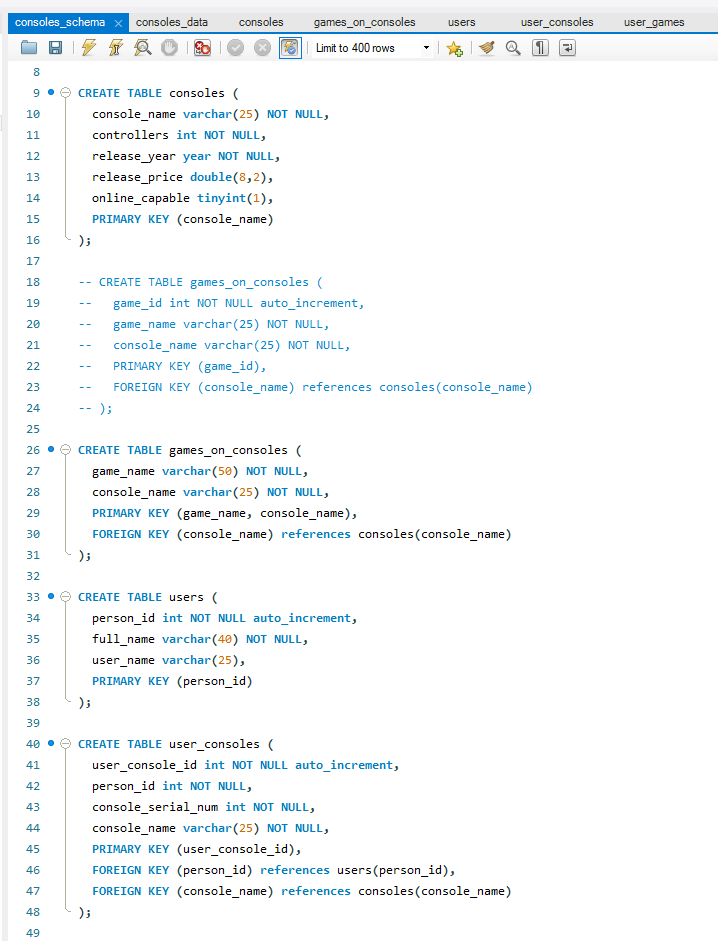 consoles_schema consoles_data consoles games_on_consoles users user_consoles user_games
Limit to 400 rows
8
9 CREATE TABLE consoles (
10 console_name varchar(25) NOT NULL,
11 controllers int NOT NULL,
12 release_year year NOT NULL,
13 release_price double(8,2),
14 online_capable tinyint(1),
15 PRIMARY KEY (console_name)
16 );
17
18 -- CREATE TABLE games_on_consoles (
19 -- game_id int NOT NULL auto_increment,
20 -- game_name varchar(25) NOT NULL,
21 -- console_name varchar(25) NOT NULL,
22 -- PRIMARY KEY (game_id),
23 -- FOREIGN KEY (console_name) references consoles(console_name)
24 -- );
25
26 CREATE TABLE games_on_consoles (
27 game_name varchar(50) NOT NULL,
28 console_name varchar(25) NOT NULL,
29 PRIMARY KEY (game_name, console_name),
30 FOREIGN KEY (console_name) references consoles(console_name)
31 );
32
33 CREATE TABLE users (
34 person_id int NOT NULL auto_increment,
35 full_name varchar(40) NOT NULL,
36 user_name varchar(25),
37 PRIMARY KEY (person_id)
38 );
39
40 CREATE TABLE user_consoles (
41 user_console_id int NOT NULL auto_increment,
42 person_id int NOT NULL,
43 console_serial_num int NOT NULL,
44 console_name varchar(25) NOT NULL,
45 PRIMARY KEY (user_console_id),
46 FOREIGN KEY (person_id) references users(person_id),
47 FOREIGN KEY (console_name) references consoles(console_name)
48 );
49